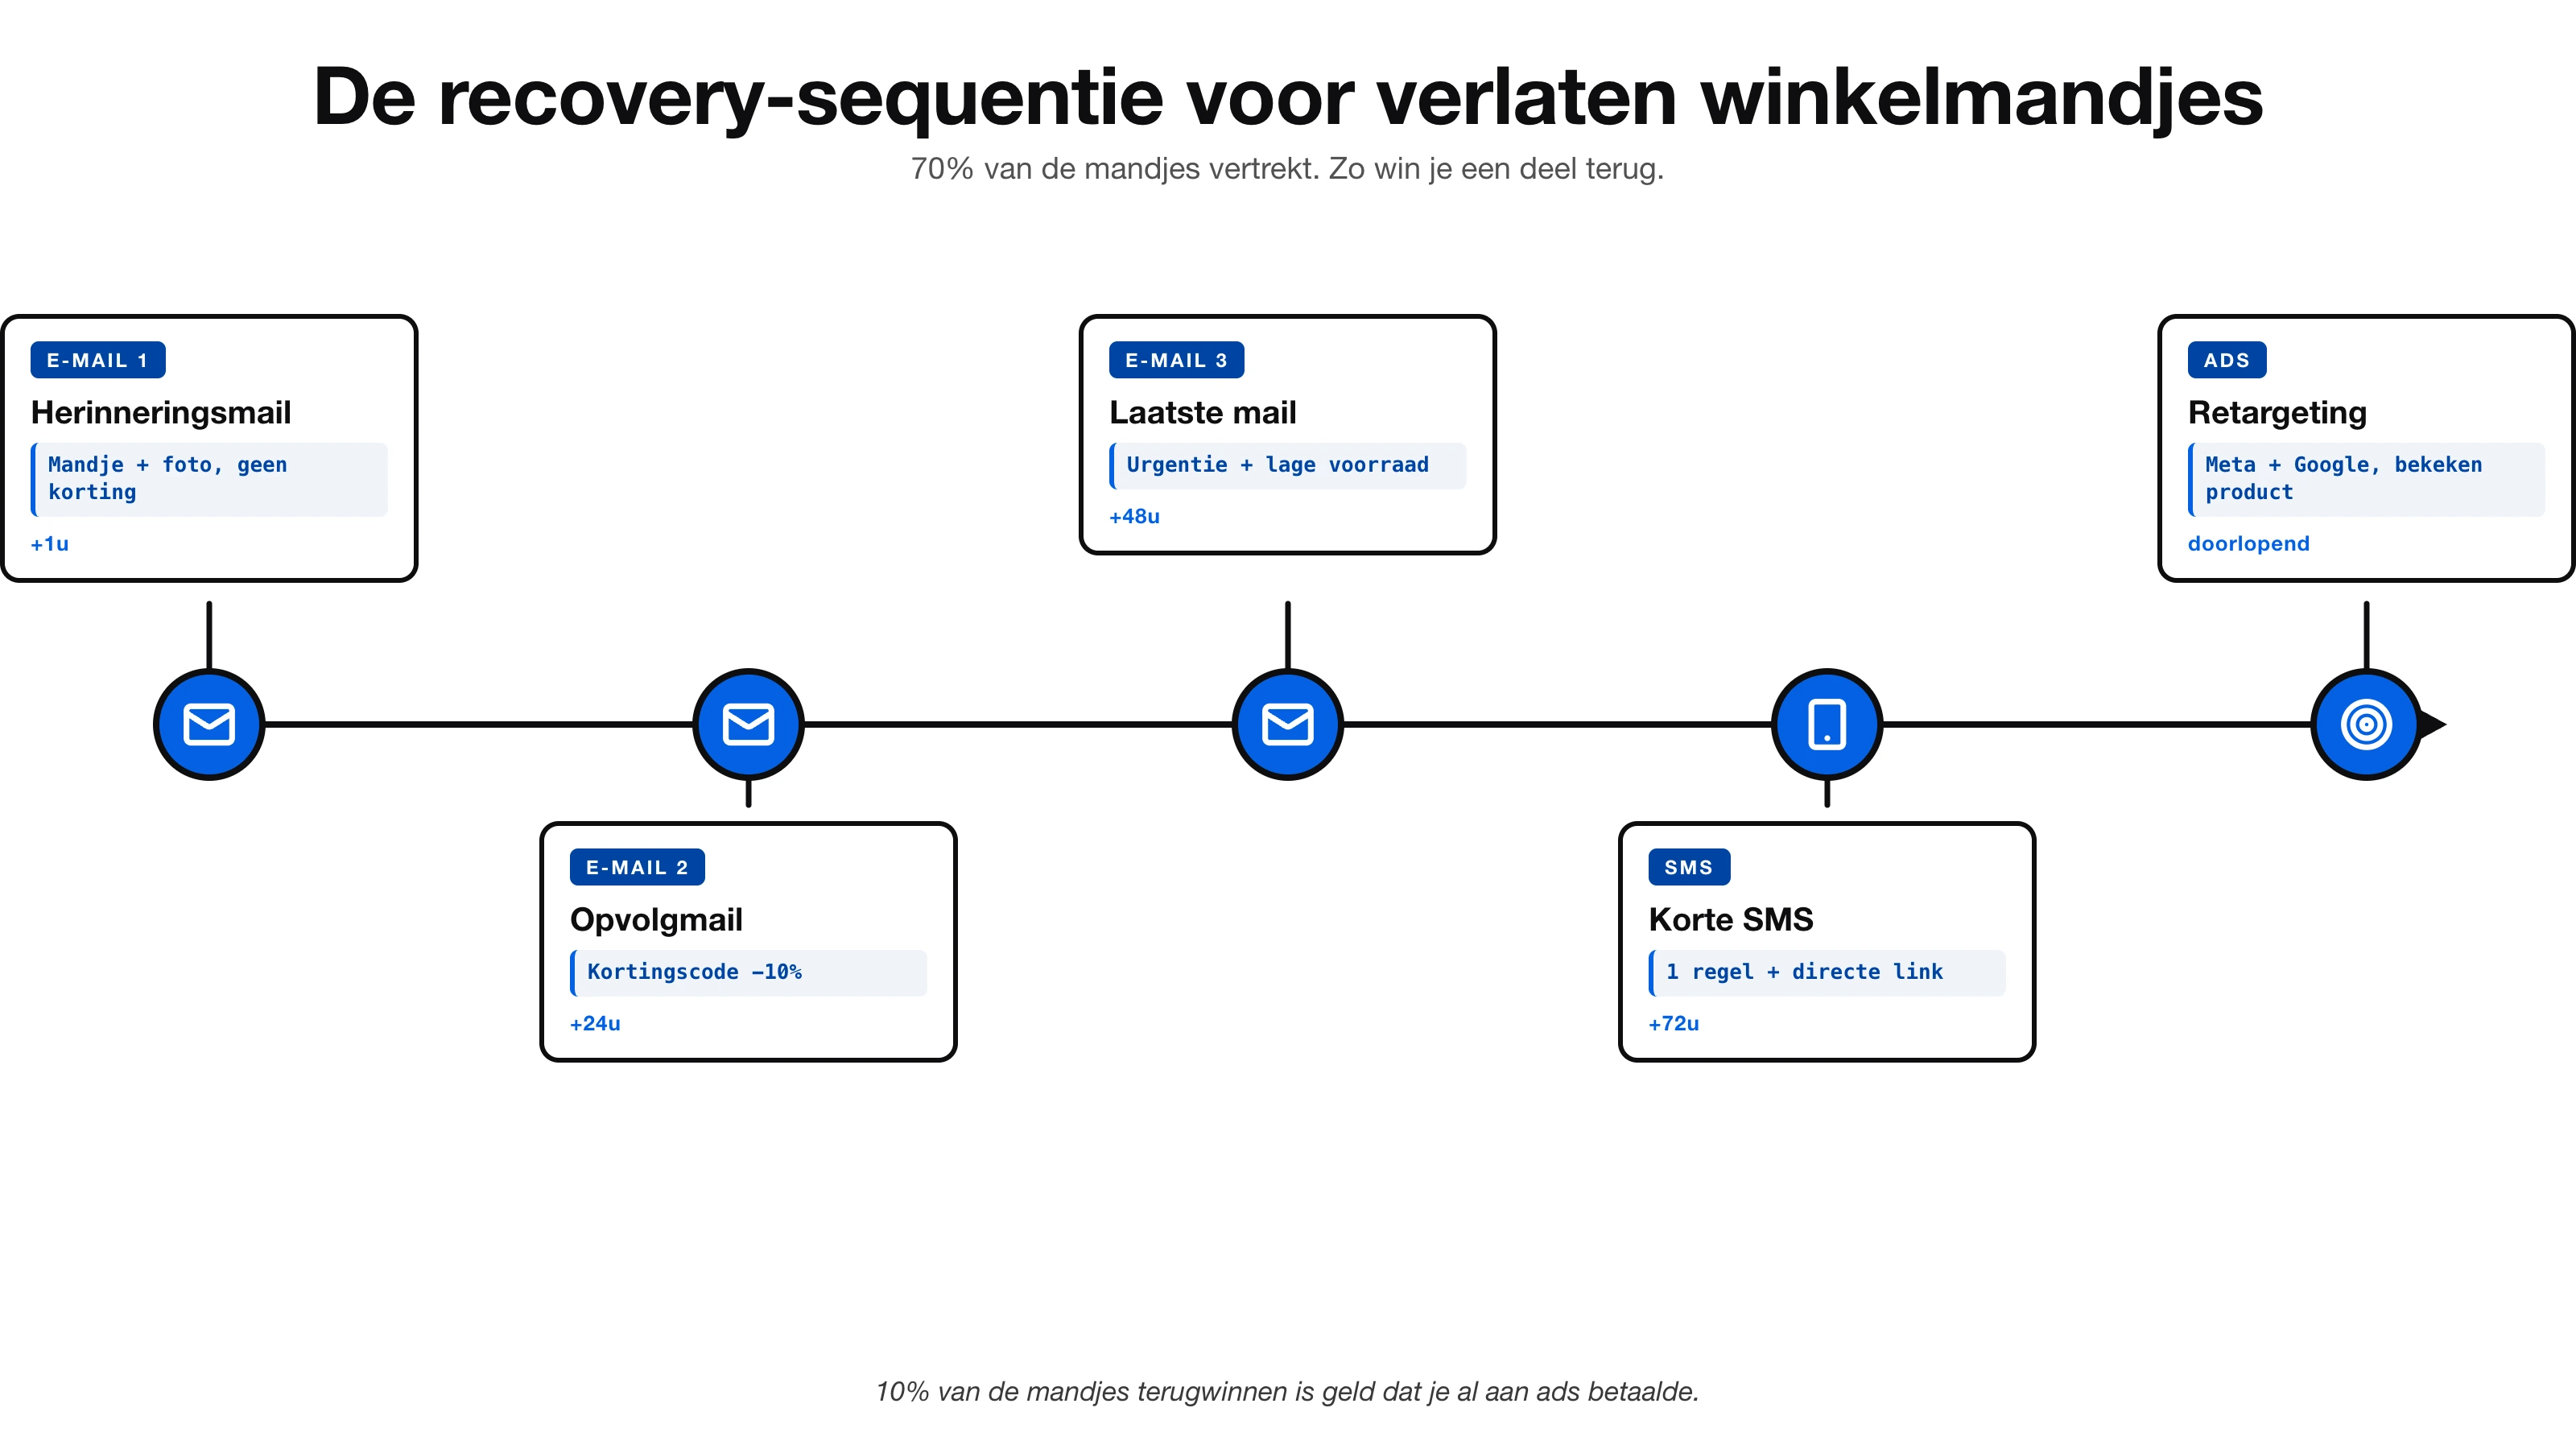 De recovery-sequentie voor verlaten winkelmandjes
70% van de mandjes vertrekt. Zo win je een deel terug.
E-MAIL 1
Herinneringsmail
Mandje + foto, geen
korting
+1u
E-MAIL 2
Opvolgmail
Kortingscode −10%
+24u
E-MAIL 3
Laatste mail
Urgentie + lage voorraad
+48u
SMS
Korte SMS
1 regel + directe link
+72u
ADS
Retargeting
Meta + Google, bekeken
product
doorlopend
10% van de mandjes terugwinnen is geld dat je al aan ads betaalde.